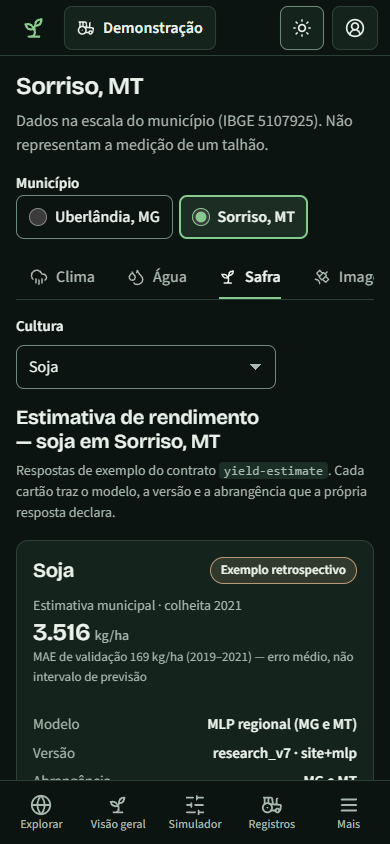 Demonstração
Sorriso, MT
Dados na escala do município (IBGE 5107925). Não
representam a medição de um talhão.
Município
Uberlândia, MG
Sorriso, MT
Clima
Água
Safra
Imag
Cultura
Soja
Estimativa de rendimento
— soja em Sorriso, MT
Respostas de exemplo do contrato yield-estimate. Cada
cartão traz o modelo, a versão e a abrangência que a própria
resposta declara.
Soja
Exemplo retrospectivo
Estimativa municipal · colheita 2021
3.516 kg/ha
MAE de validação 169 kg/ha (2019–2021) — erro médio, não
intervalo de previsão
Modelo
MLP regional (MG e MT)
Versão
research_v7 · site+mlp
Abrangência
MG e MT
Explorar
Visão geral
Simulador
Registros
Mais